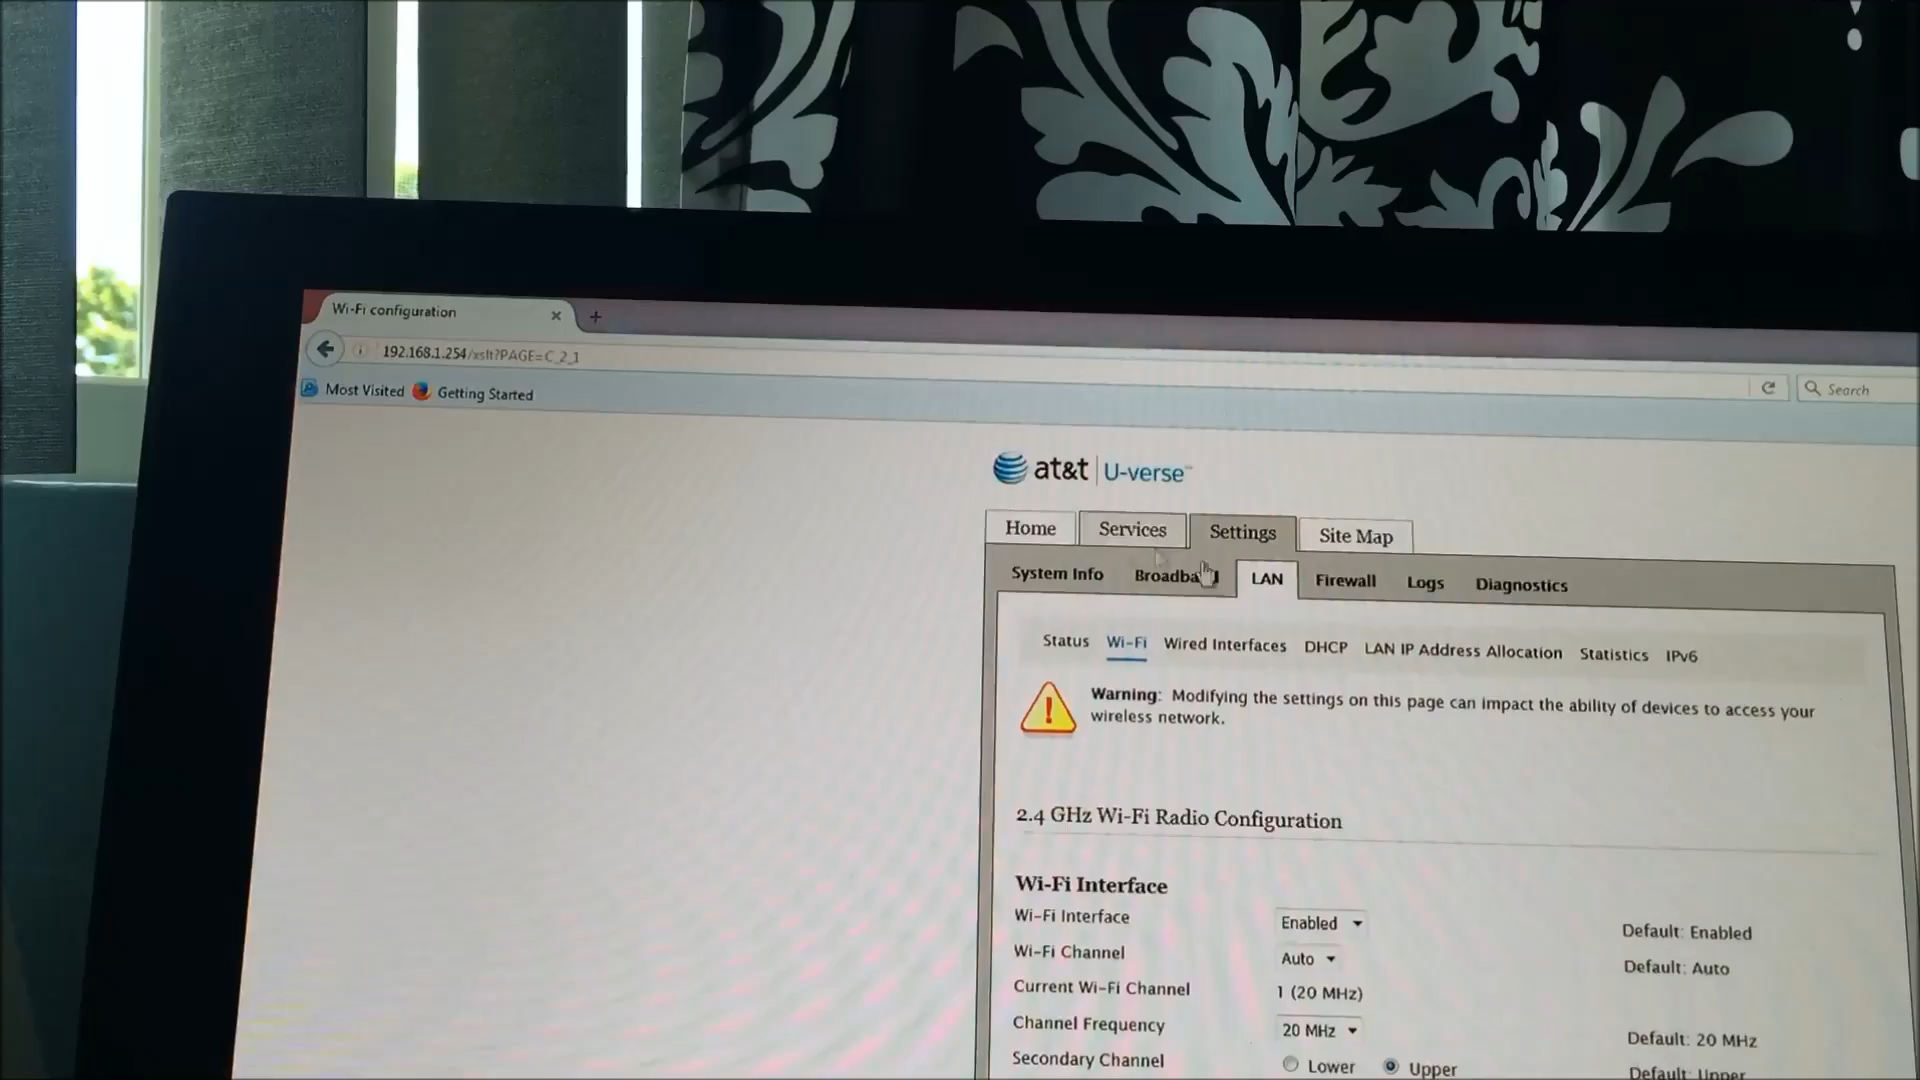 Wi-Fi configuration
192.168.1.254/xslt?PAGE=C_2_1
Search
Most Visited Getting Started
at&t U-verse
Home Services Settings Site Map
System Info LAN Firewall Logs Diagnostics
Status Wi-Fi Wired Interfaces DHCP LAN IP Address Allocation Statistics IPv6
Warning: Modifying the settings on this page can impact the ability of devices to access your
wireless network.
2.4 GHz Wi-Fi Radio Configuration
Wi-Fi Interface
Wi-Fi Interface Enabled Default: Enabled
Wi-Fi Channel Auto Default: Auto
Current Wi-Fi Channel 1 (20 MHz)
Channel Frequency 20 MHz Default: 20 MHz
Secondary Channel Lower Upper Default: Upper